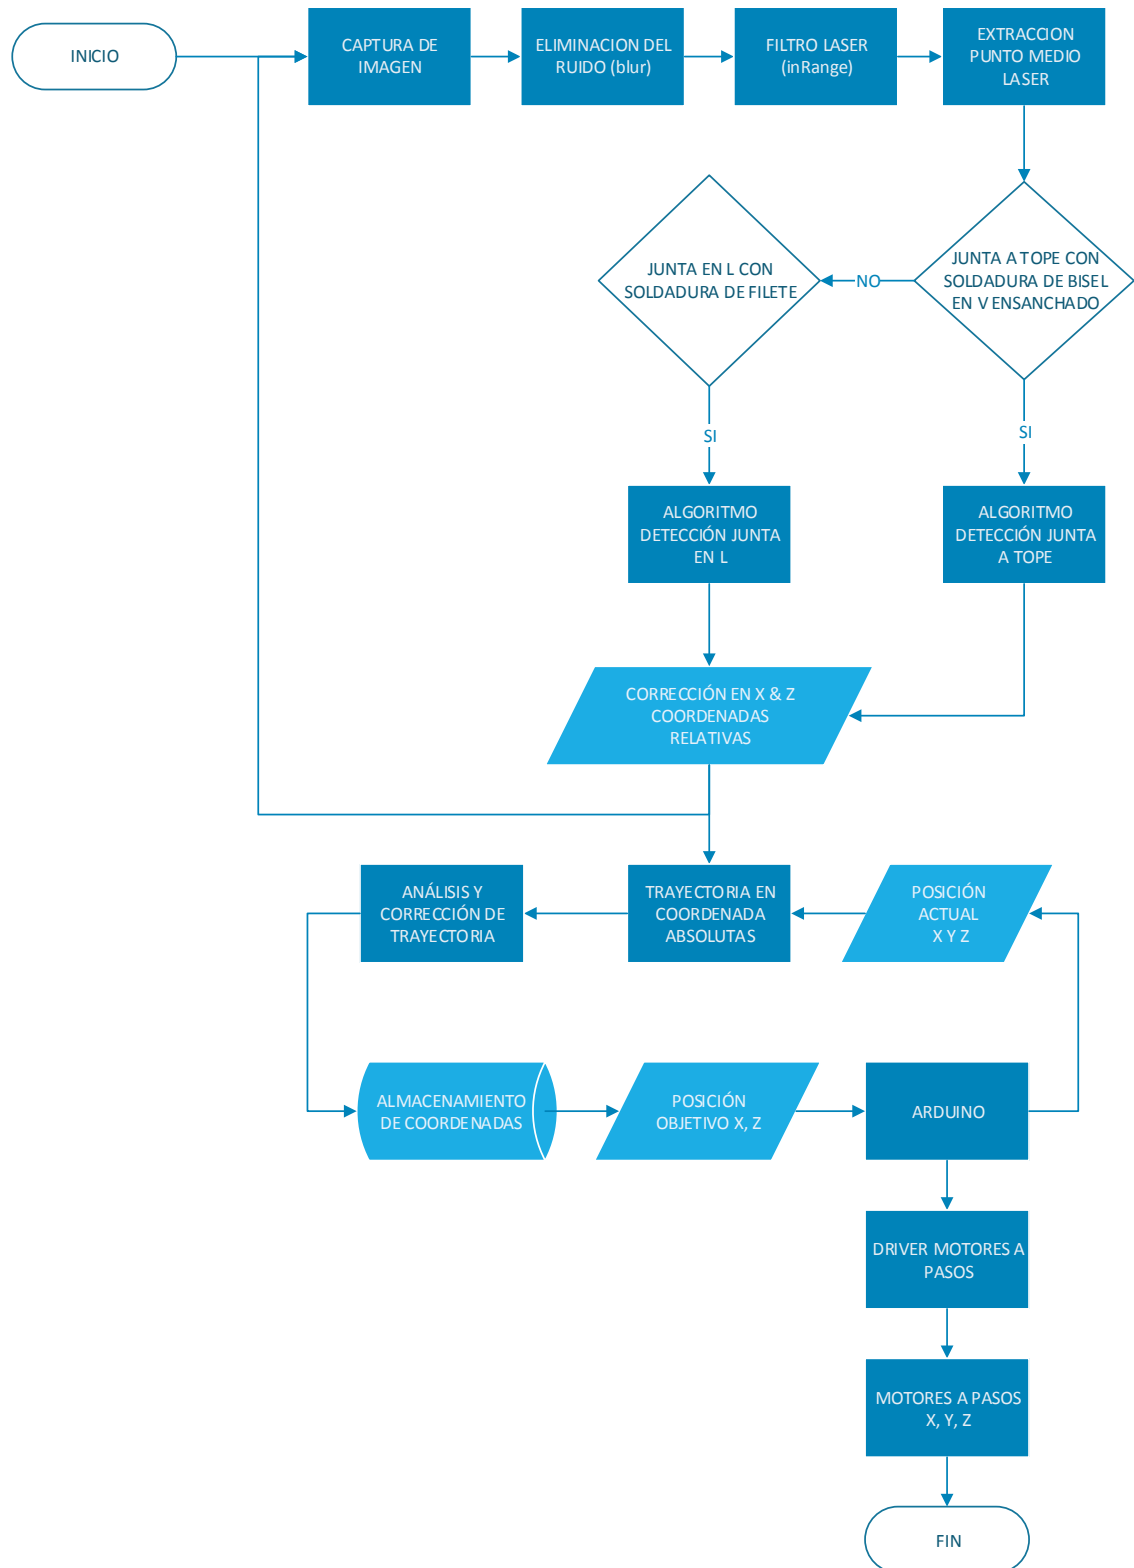 INICIO
CAPTURA DE
IMAGEN
ELIMINACION DEL
RUIDO (blur)
FILTRO LASER
(inRange)
EXTRACCION
PUNTO MEDIO
LASER
JUNTA A TOPE CON
SOLDADURA DE BISEL
EN V ENSANCHADO
NO
JUNTA EN L CON
SOLDADURA DE FILETE
SI
SI
ALGORITMO
DETECCIÓN JUNTA
EN L
ALGORITMO
DETECCIÓN JUNTA
A TOPE
CORRECCIÓN EN X & Z
COORDENADAS
RELATIVAS
ANÁLISIS Y
CORRECCIÓN DE
TRAYECTORIA
TRAYECTORIA EN
COORDENADA
ABSOLUTAS
POSICIÓN
ACTUAL
X Y Z
ALMACENAMIENTO
DE COORDENADAS
POSICIÓN
OBJETIVO X, Z
ARDUINO
DRIVER MOTORES A
PASOS
MOTORES A PASOS
X, Y, Z
FIN